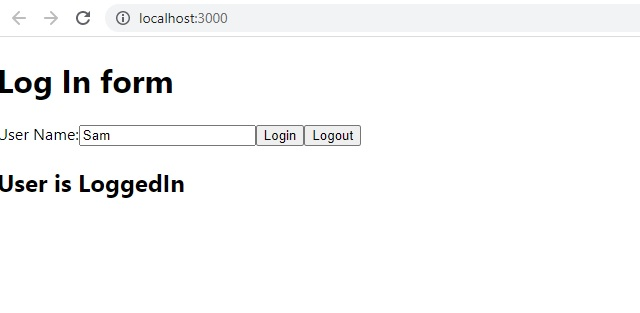 localhost:3000
Log In form
User Name: Sam Login Logout
User is LoggedIn